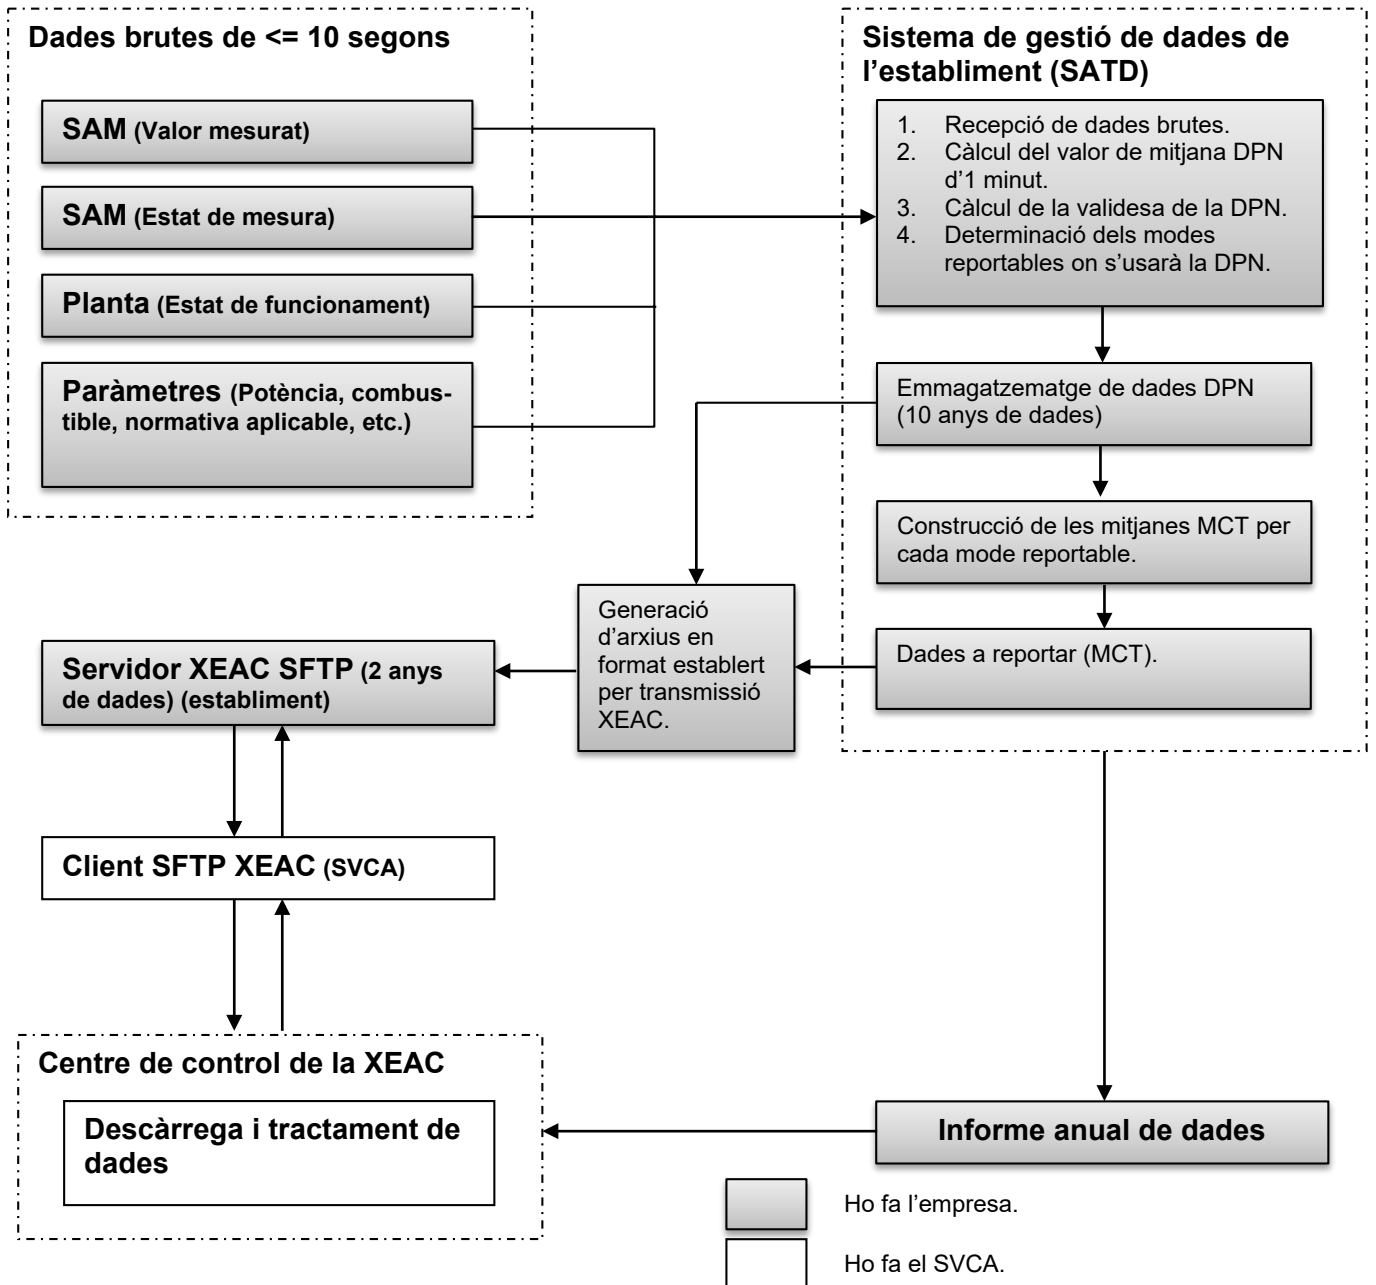 Dades brutes de <= 10 segons
SAM (Valor mesurat)
SAM (Estat de mesura)
Planta (Estat de funcionament)
Paràmetres (Potència, combus-
tible, normativa aplicable, etc.)
Sistema de gestió de dades de
l’establiment (SATD)
1. Recepció de dades brutes.
2. Càlcul del valor de mitjana DPN
d’1 minut.
3. Càlcul de la validesa de la DPN.
4. Determinació dels modes
reportables on s’usarà la DPN.
Emmagatzematge de dades DPN
(10 anys de dades)
Construcció de les mitjanes MCT per
cada mode reportable.
Dades a reportar (MCT).
Generació
d’arxius en
format establert
per transmissió
XEAC.
Servidor XEAC SFTP (2 anys
de dades) (establiment)
Client SFTP XEAC (SVCA)
Centre de control de la XEAC
Descàrrega i tractament de
dades
Informe anual de dades
Ho fa l’empresa.
Ho fa el SVCA.